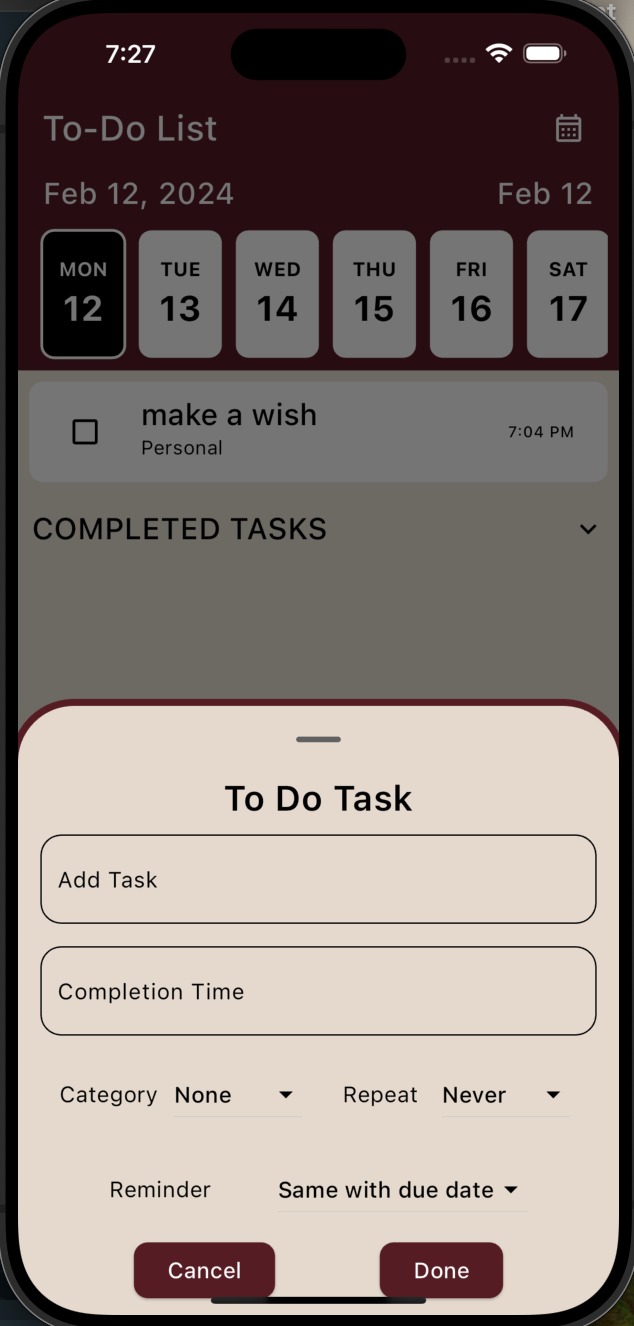 7:27
To-Do List
Feb 12, 2024 Feb 12
MON TUE WED THU FRI SAT
12 13 14 15 16 17
make a wish
Personal
7:04 PM
COMPLETED TASKS
To Do Task
Add Task
Completion Time
Category None Repeat Never
Reminder Same with due date
Cancel Done